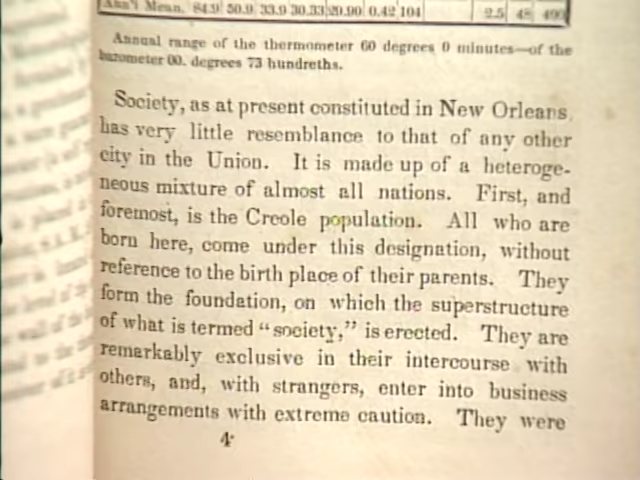 Ann'l Mean. 84.9 50.9 33.9 30.33 29.90 0.42 104 2.5 48 490
Annual range of the thermometer 60 degrees 0 minutes—of the
barometer 00. degrees 73 hundreths.
Society, as at present constituted in New Orleans,
has very little resemblance to that of any other
city in the Union. It is made up of a heteroge-
neous mixture of almost all nations. First, and
foremost, is the Creole population. All who are
born here, come under this designation, without
reference to the birth place of their parents. They
form the foundation, on which the superstructure
of what is termed "society," is erected. They are
remarkably exclusive in their intercourse with
others, and, with strangers, enter into business
arrangements with extreme caution. They were
4